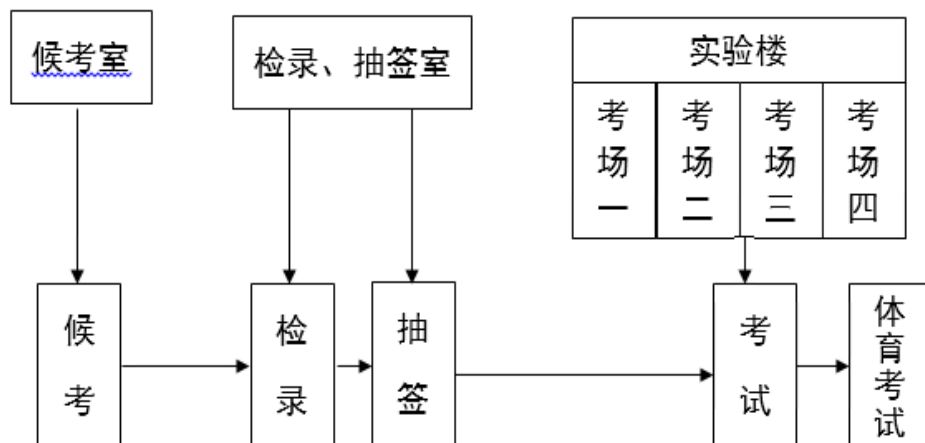 候考室
检录、抽签室
实验楼
考场一
考场二
考场三
考场四
候考
检录
抽签
考试
体育考试